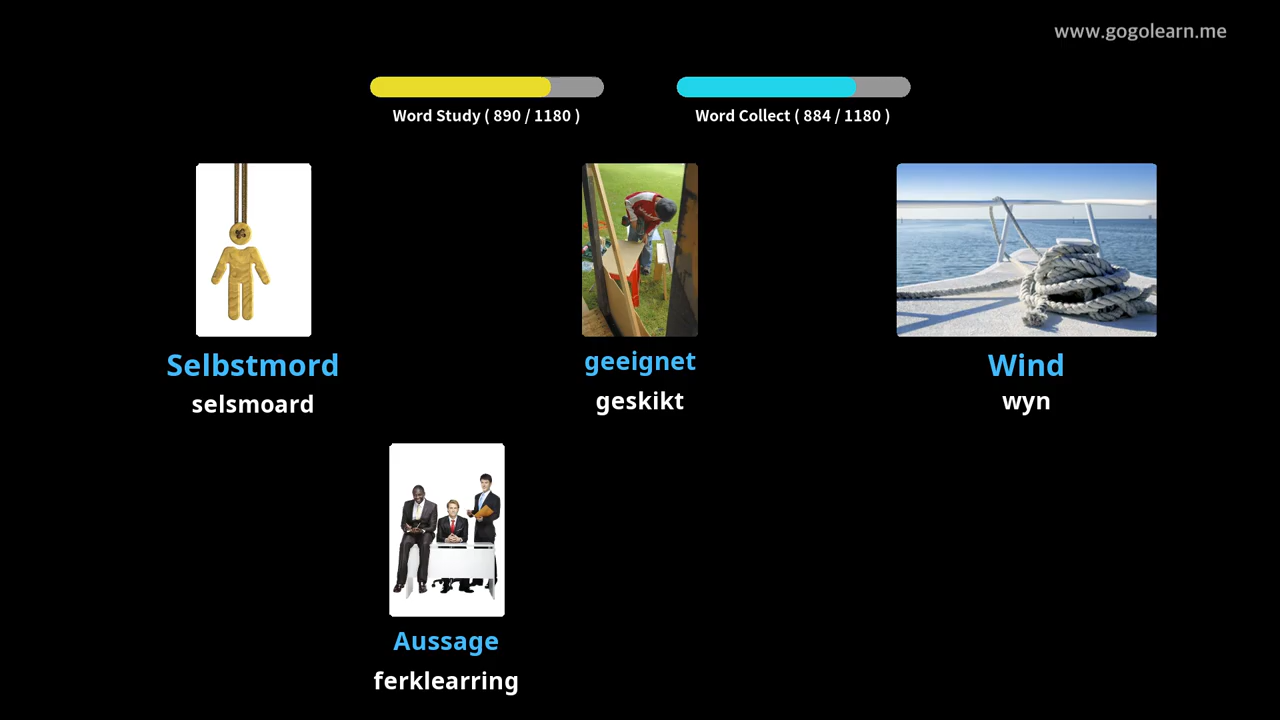 www.gogolearn.me
Word Study ( 890 / 1180 )
Word Collect ( 884 / 1180 )
Selbstmord
selsmoard
geeignet
geskikt
Wind
wyn
Aussage
ferklearring